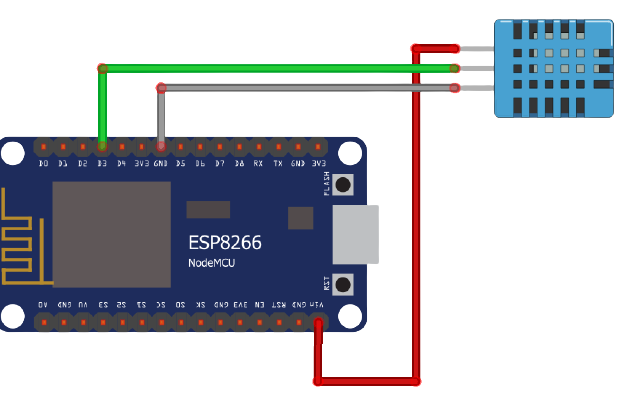 D0 D1 D2 D3 D4 3V3 GND D5 D6 D7 D8 RX TX GND 3V3
FLASH
ESP8266
NodeMCU
RST
A0 GND VU S3 S2 S1 SC S0 SK GND 3V3 EN RST GND Vin